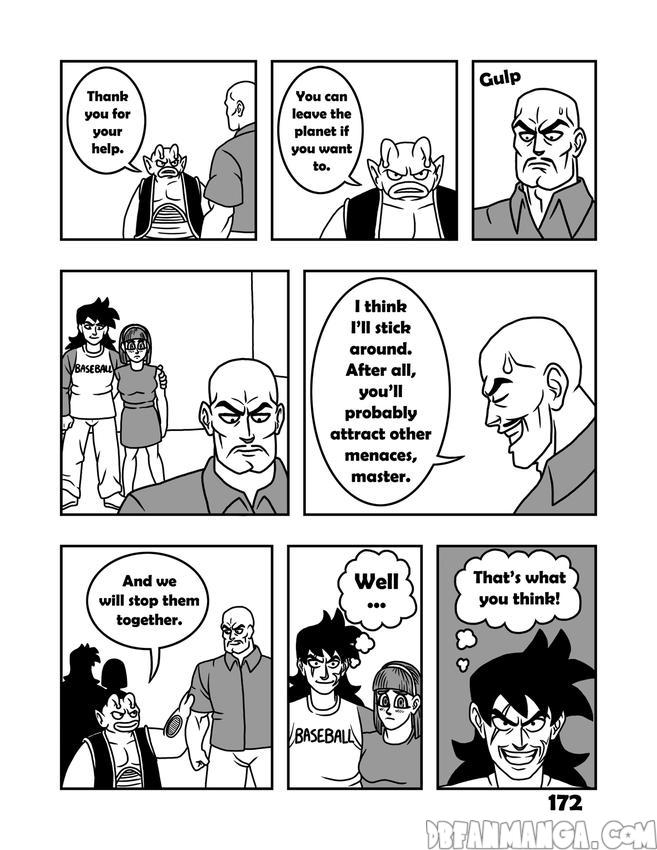 Thank
you for
your
help.
You can
leave the
planet if
you want
to.
Gulp
BASEBALL
I think
I'll stick
around.
After all,
you'll
probably
attract other
menaces,
master.
And we
will stop them
together.
Well
...
BASEBALL
That's what
you think!
172
DBFANMANGA.COM